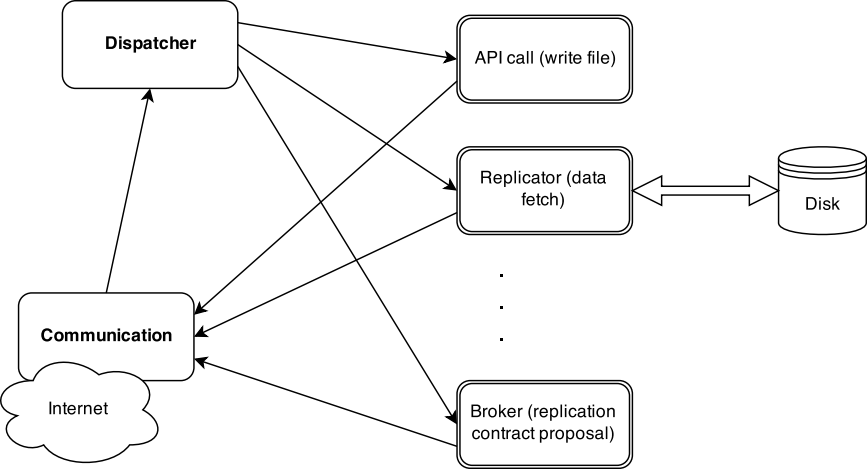 Dispatcher
API call (write file)
Replicator (data
fetch)
Disk
.
.
.
Communication
Internet
Broker (replication
contract proposal)